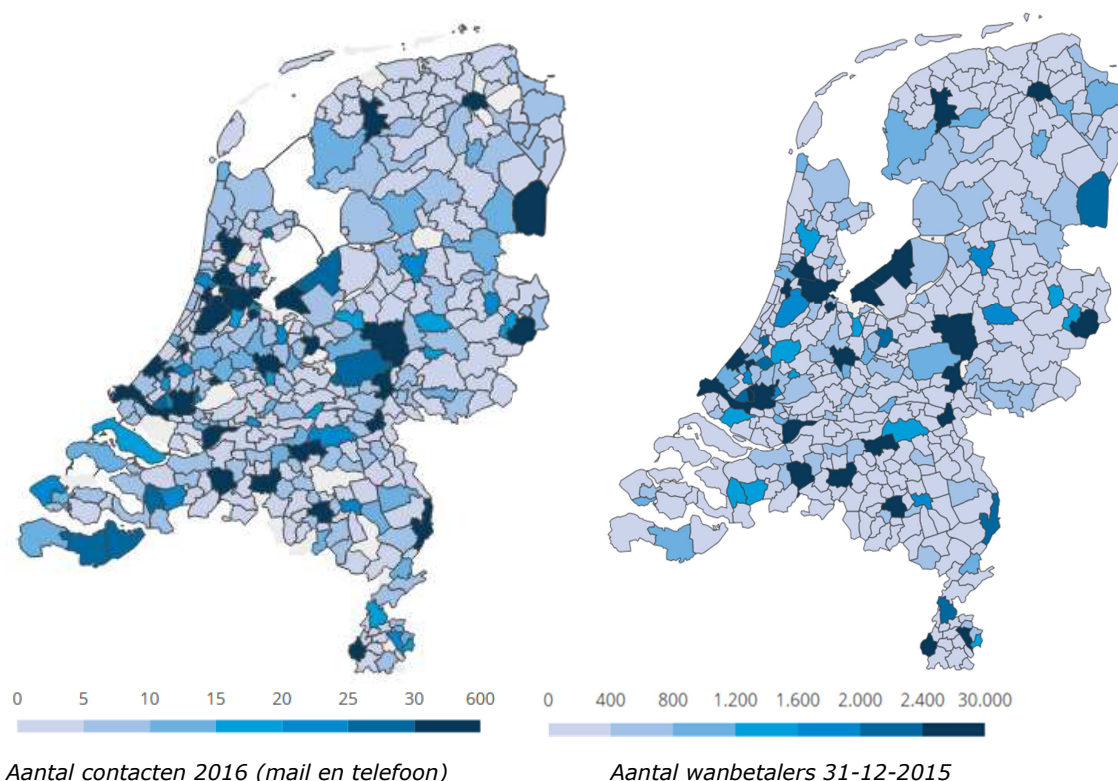 0 5 10 15 20 25 30 600
0 400 800 1.200 1.600 2.000 2.400 30.000
Aantal contacten 2016 (mail en telefoon)
Aantal wanbetalers 31-12-2015